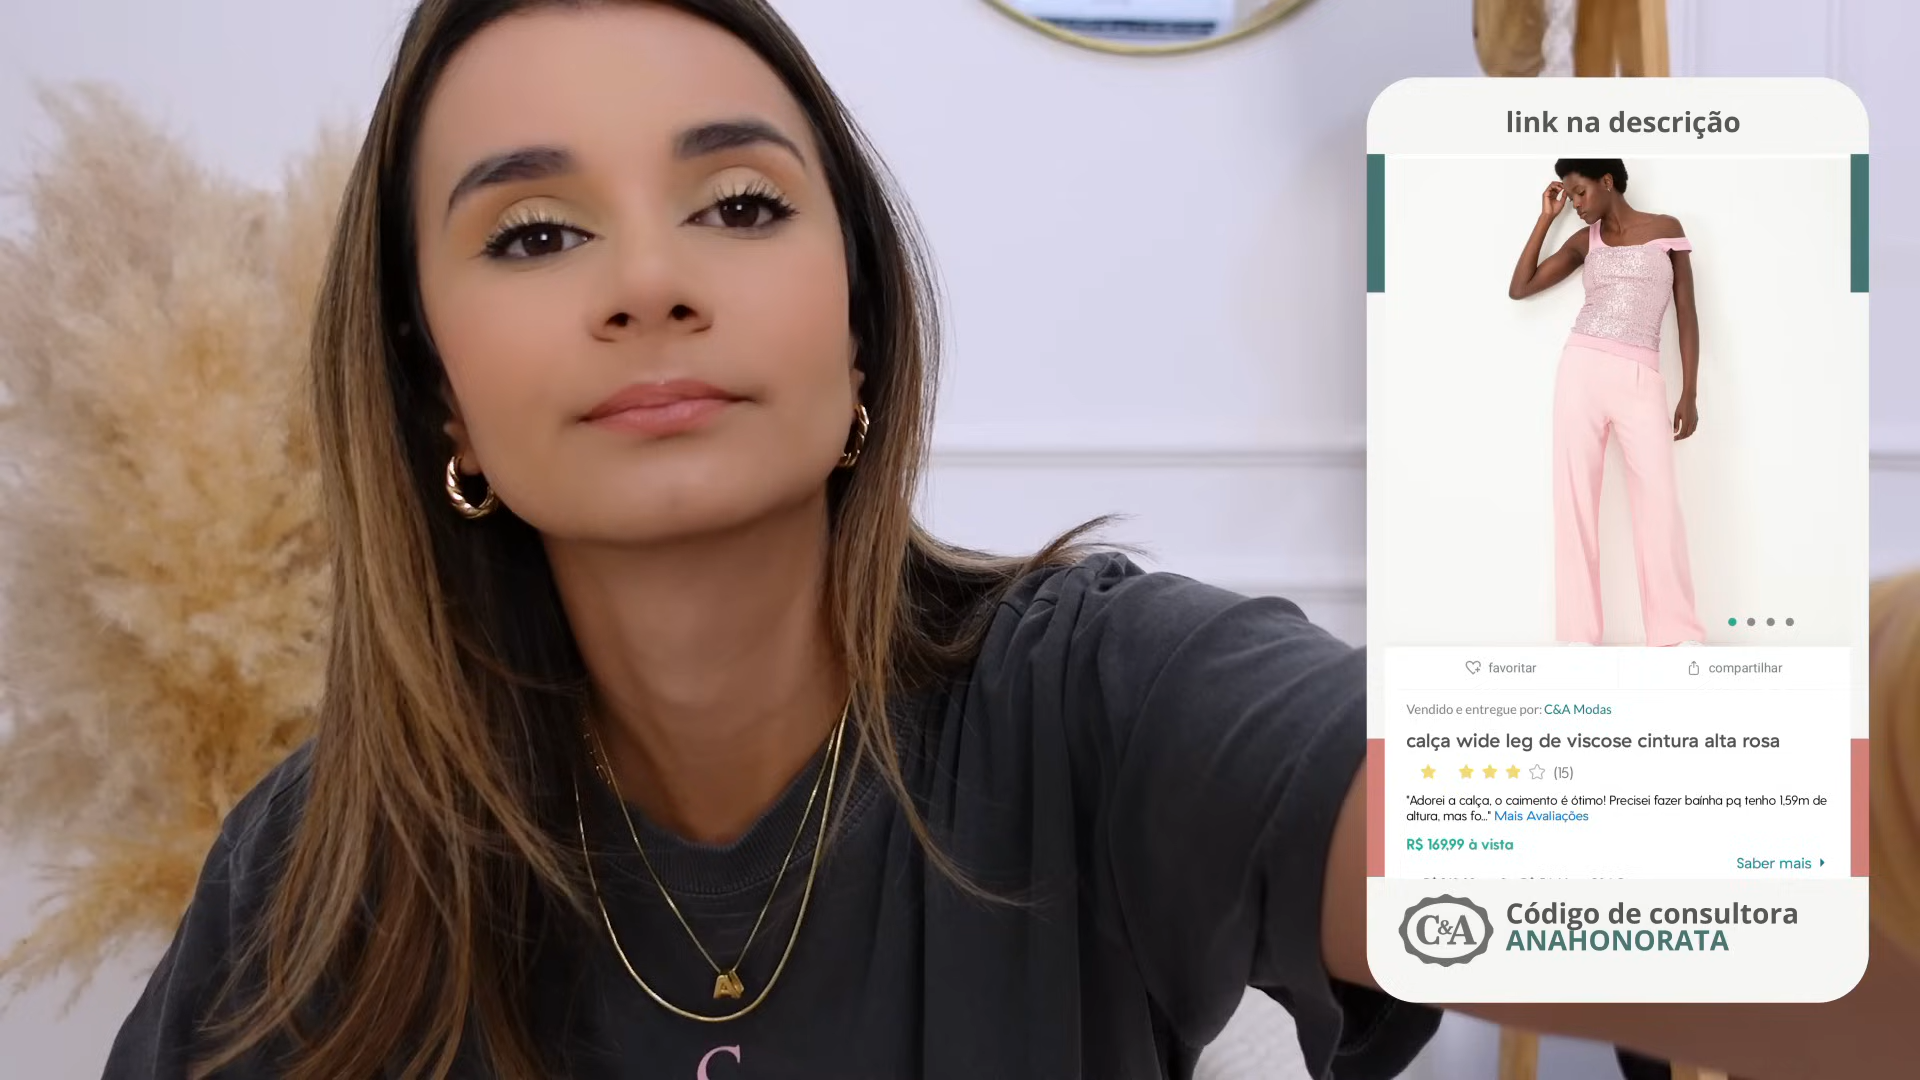 link na descrição
favoritar
compartilhar
Vendido e entregue por: C&A Modas
calça wide leg de viscose cintura alta rosa
(15)
"Adorei a calça, o caimento é ótimo! Precisei fazer baínha pq tenho 1,59m de
altura, mas fo..." Mais Avaliações
R$ 169,99 à vista
Saber mais
C&A
Código de consultora
ANAHONORATA
A
S